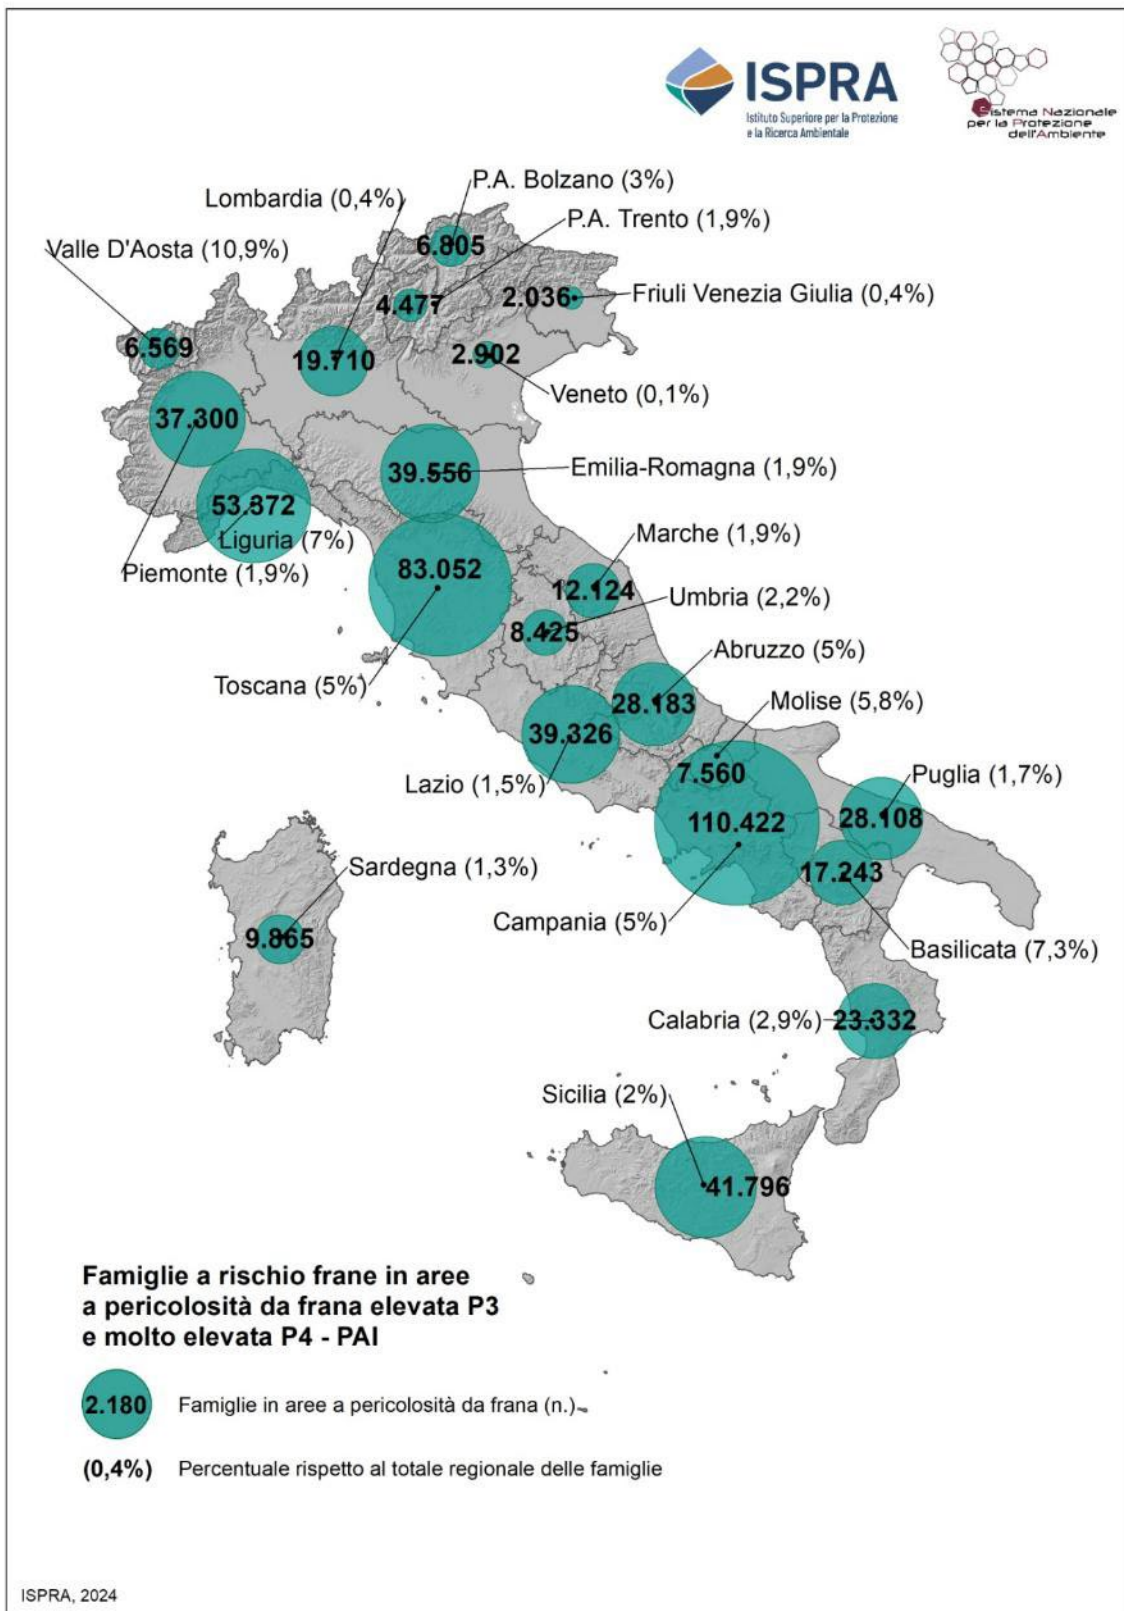 ISPRA
Istituto Superiore per la Protezione
e la Ricerca Ambientale
Sistema Nazionale
per la Protezione
dell'Ambiente
P.A. Bolzano (3%)
Lombardia (0,4%)
P.A. Trento (1,9%)
6.805
Valle D'Aosta (10,9%)
Friuli Venezia Giulia (0,4%)
2.036
4.477
6.569
19.710
2.902
Veneto (0,1%)
37.300
39.556
Emilia-Romagna (1,9%)
53.872
Liguria (7%)
Marche (1,9%)
Piemonte (1,9%)
83.052
12.124
Umbria (2,2%)
8.425
Abruzzo (5%)
Toscana (5%)
28.183
Molise (5,8%)
39.326
7.560
Lazio (1,5%)
Puglia (1,7%)
110.422
28.108
Sardegna (1,3%)
17.243
Campania (5%)
9.865
Basilicata (7,3%)
Calabria (2,9%)
23.332
Sicilia (2%)
41.796
Famiglie a rischio frane in aree
a pericolosità da frana elevata P3
e molto elevata P4 - PAI
2.180 Famiglie in aree a pericolosità da frana (n.)
(0,4%) Percentuale rispetto al totale regionale delle famiglie
ISPRA, 2024